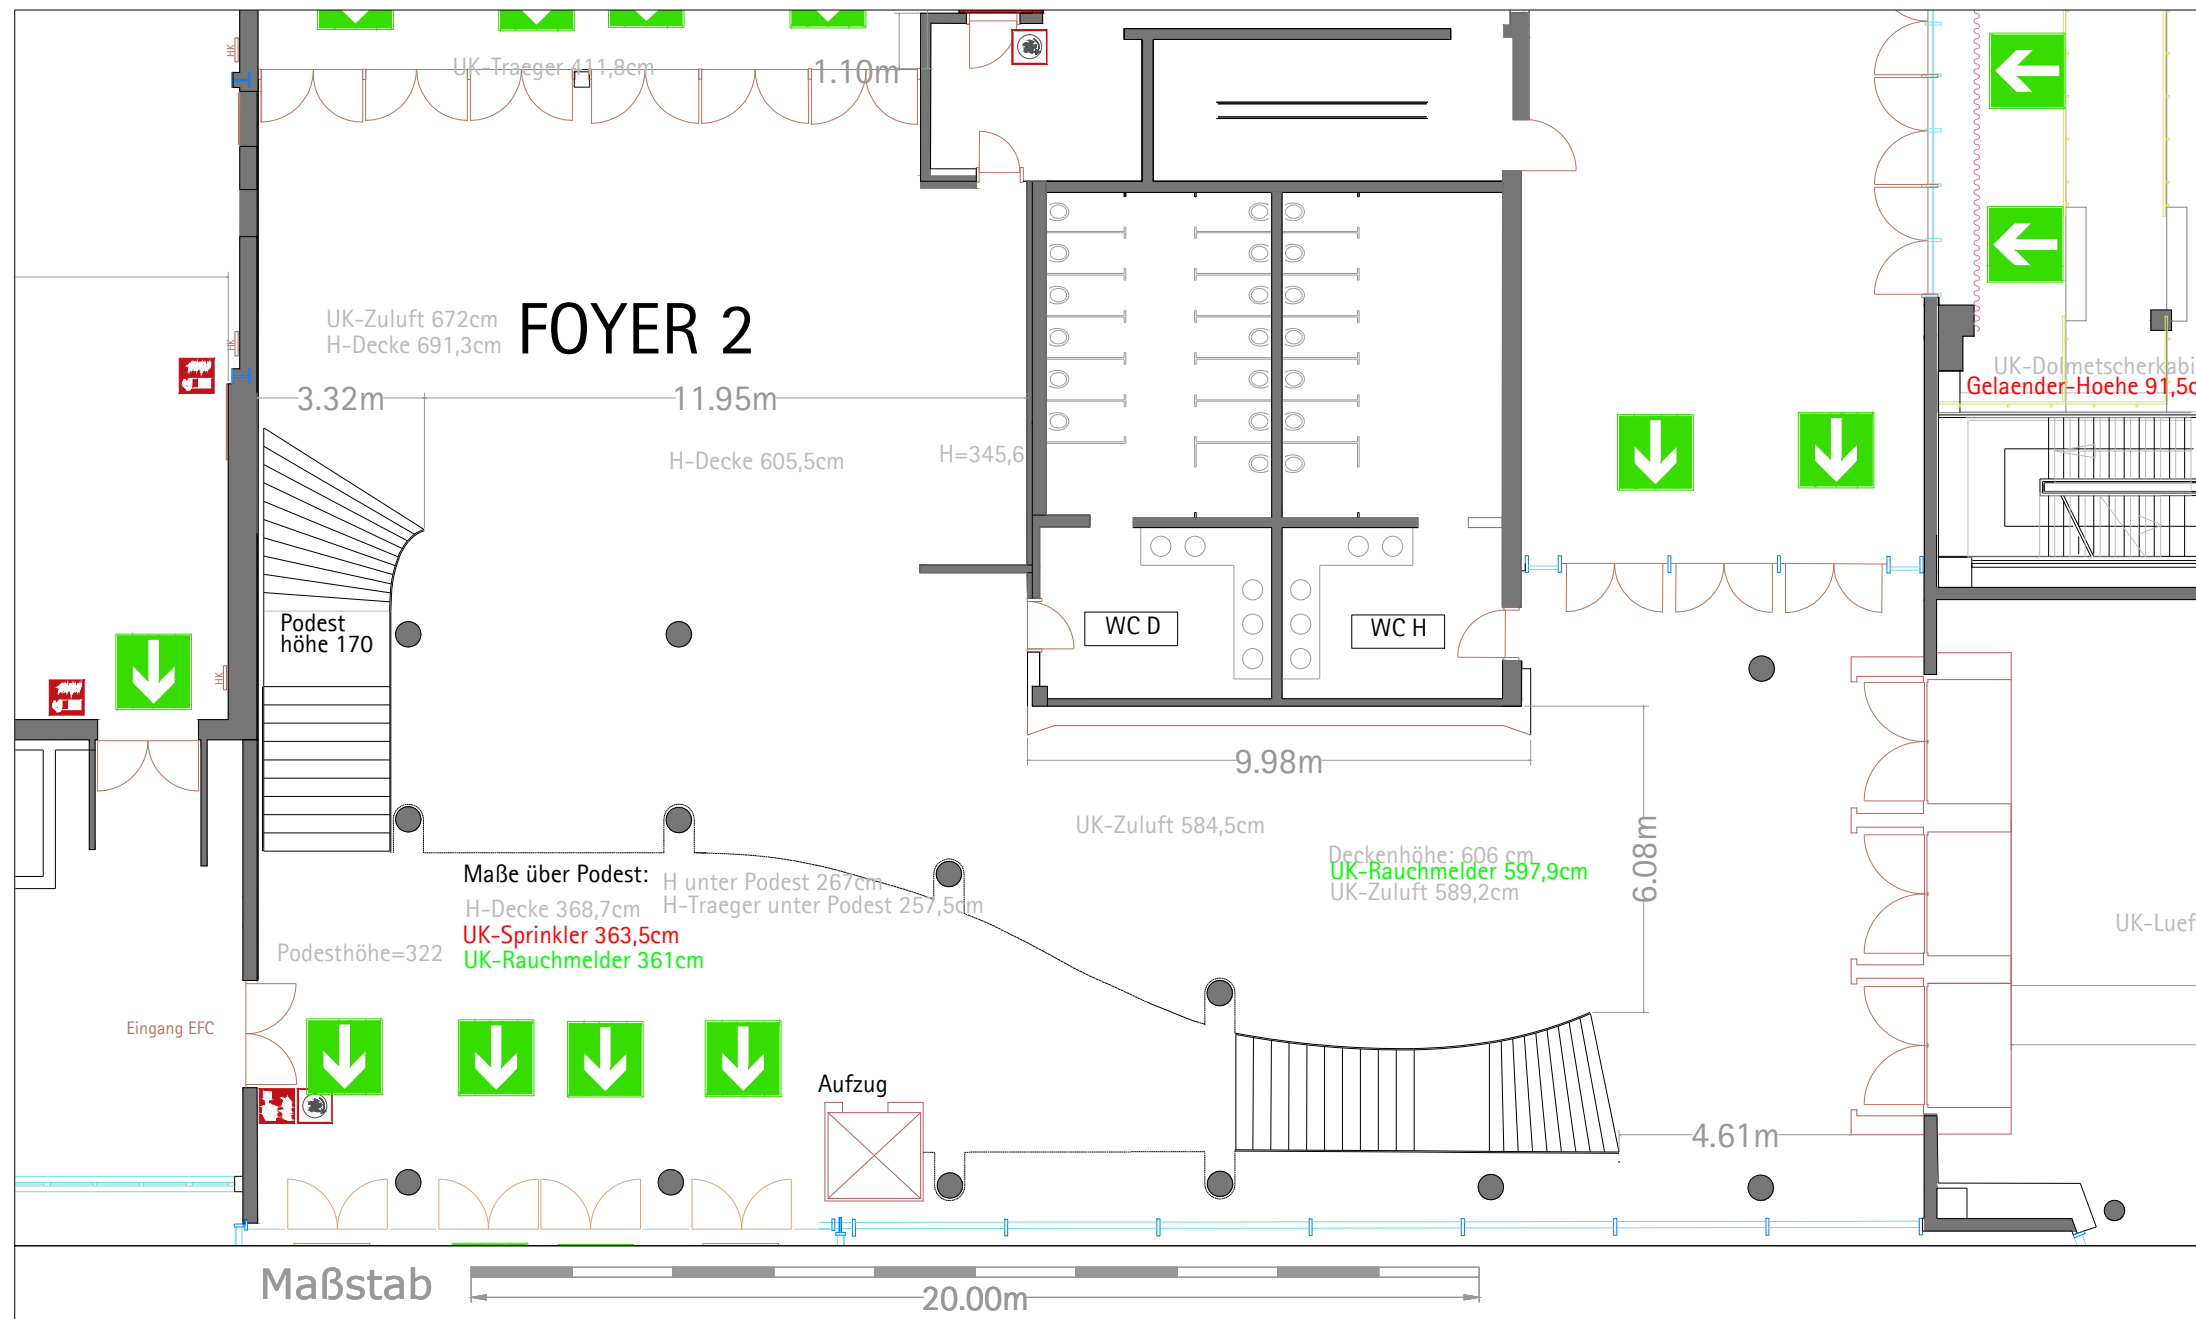 UK-Traeger 411,8cm
1.10m
HK
UK-Zuluft 672cm
H-Decke 691,3cm
FOYER 2
HK
3.32m
11.95m
H-Decke 605,5cm
H=345,6
UK-Dolmetscherkabi
Gelaender-Hoehe 91,5c
Podest
höhe 170
WC D
WC H
HK
9.98m
UK-Zuluft 584,5cm
6.08m
Deckenhöhe: 606 cm
UK-Rauchmelder 597,9cm
UK-Zuluft 589,2cm
Maße über Podest:
H unter Podest 267cm
H-Decke 368,7cm
H-Traeger unter Podest 257,5cm
UK-Sprinkler 363,5cm
UK-Rauchmelder 361cm
Podesthöhe=322
UK-Luef
Eingang EFC
Aufzug
4.61m
Maßstab
20.00m